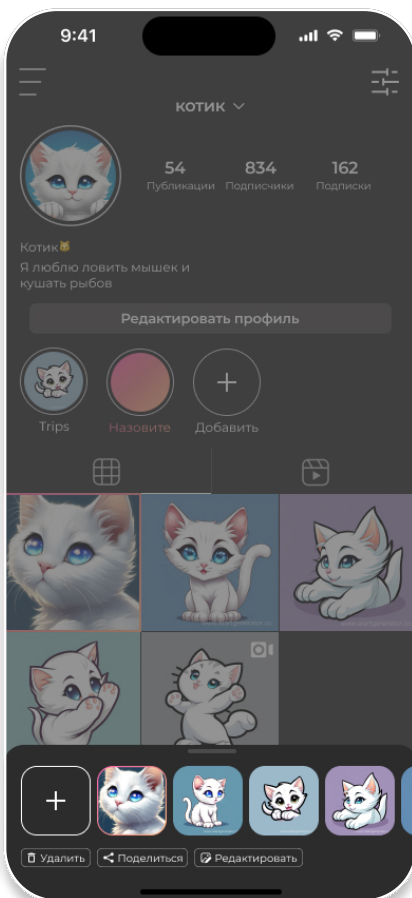 9:41
котик
54 834 162
Публикации Подписчики Подписки
Котик
Я люблю ловить мышек и
кушать рыбов
Редактировать профиль
Trips Назовите Добавить
Удалить Поделиться Редактировать